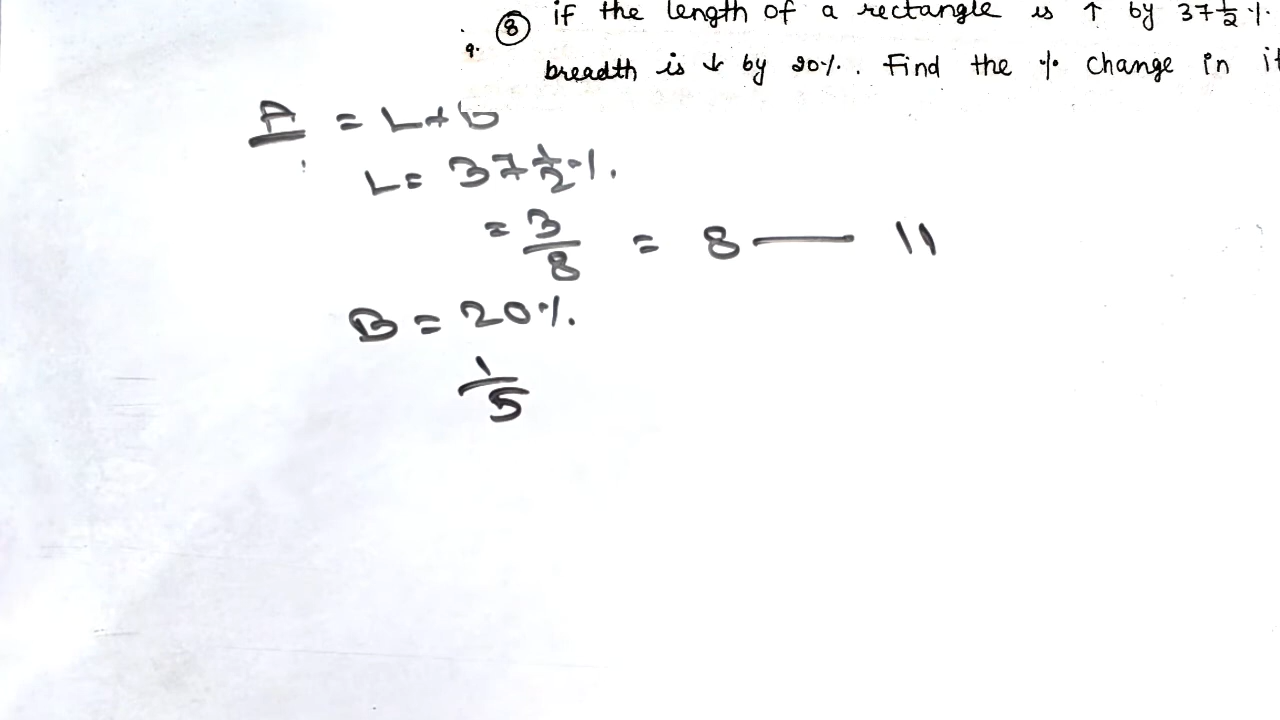 ⑧ if the length of a rectangle is ↑ by 37½%.
9.
breadth is ↓ by 20%. Find the % change in it
A = L+b
L = 37½%.
= 3/8 = 8 — 11
B = 20%.
1/5